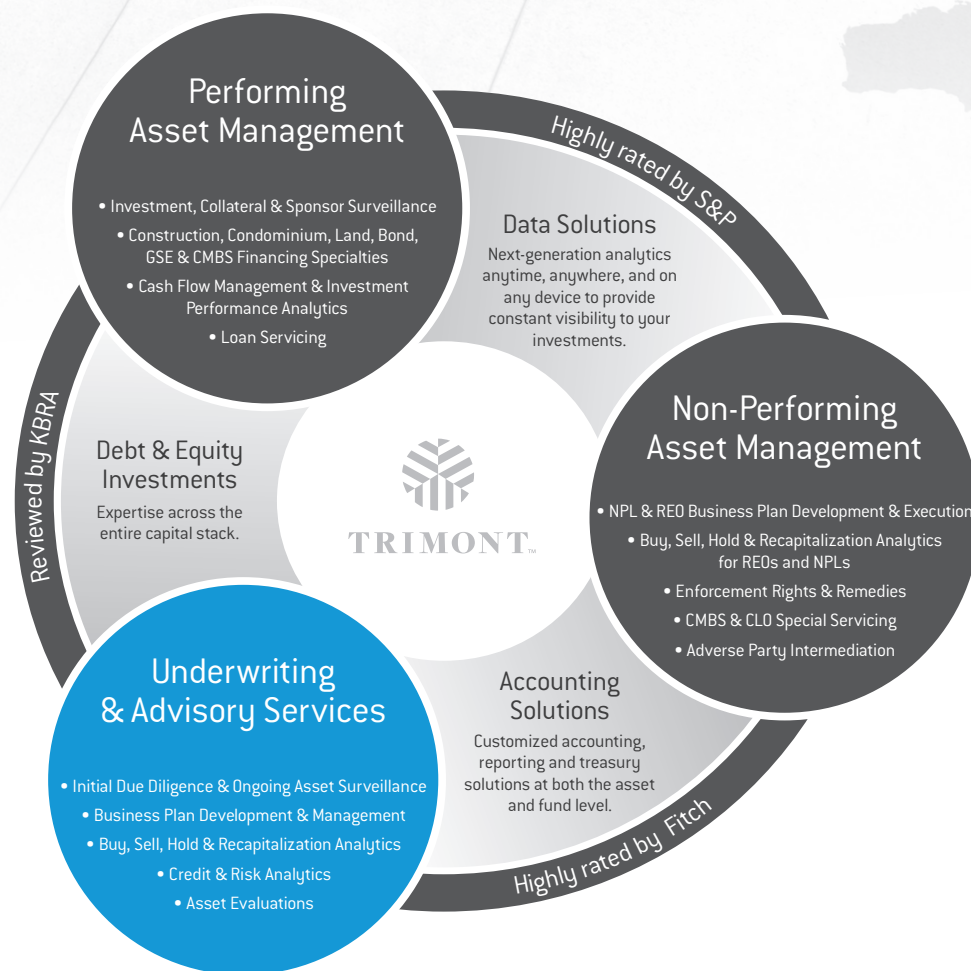 Performing
Asset Management
• Investment, Collateral & Sponsor Surveillance
• Construction, Condominium, Land, Bond,
GSE & CMBS Financing Specialties
• Cash Flow Management & Investment
Performance Analytics
• Loan Servicing
Highly rated by S&P
Data Solutions
Next-generation analytics
anytime, anywhere, and on
any device to provide
constant visibility to your
investments.
Non-Performing
Asset Management
• NPL & REO Business Plan Development & Execution
• Buy, Sell, Hold & Recapitalization Analytics
for REOs and NPLs
• Enforcement Rights & Remedies
• CMBS & CLO Special Servicing
• Adverse Party Intermediation
Reviewed by KBRA
Debt & Equity
Investments
Expertise across the
entire capital stack.
TRIMONT™
Underwriting
& Advisory Services
• Initial Due Diligence & Ongoing Asset Surveillance
• Business Plan Development & Management
• Buy, Sell, Hold & Recapitalization Analytics
• Credit & Risk Analytics
• Asset Evaluations
Accounting
Solutions
Customized accounting,
reporting and treasury
solutions at both the asset
and fund level.
Highly rated by Fitch